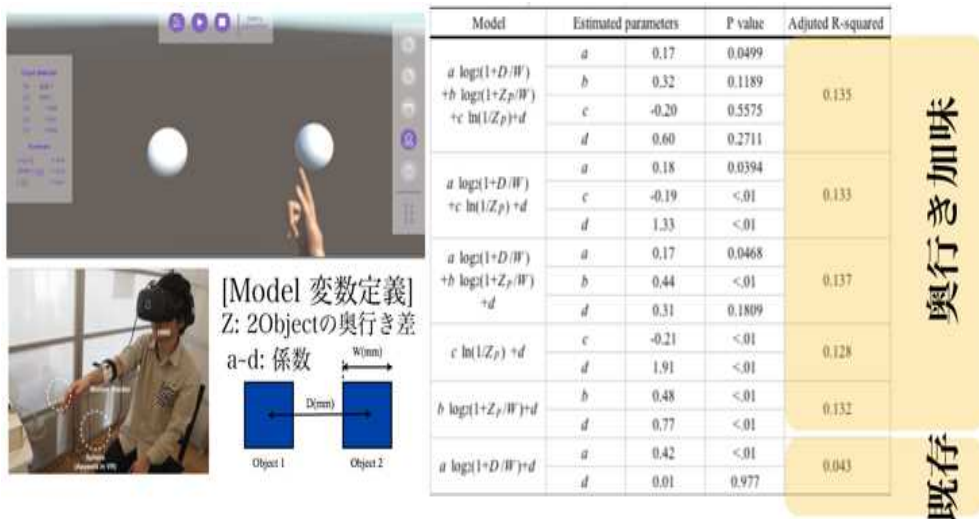 [Model 変数定義]
Z: 2Objectの奥行き差
a~d: 係数
W(mm)
D(mm)
Object 1
Object 2
Model
Estimated parameters
P value
Adjuted R-squared
a log₂(1+D/W)
+b log₂(1+Zp/W)
+c ln(1/Zp)+d
a 0.17 0.0499
b 0.32 0.1189
c -0.20 0.5575
d 0.60 0.2711
0.135
a log₂(1+D/W)
+c ln(1/Zp) +d
a 0.18 0.0394
c -0.19 <.01
d 1.33 <.01
0.133
a log₂(1+D/W)
+b log₂(1+Zp/W)
+d
a 0.17 0.0468
b 0.44 <.01
d 0.31 0.1809
0.137
c ln(1/Zp) +d
c -0.21 <.01
d 1.91 <.01
0.128
b log₂(1+Zp/W)+d
b 0.48 <.01
d 0.77 <.01
0.132
a log₂(1+D/W)+d
a 0.42 <.01
d 0.01 0.977
0.043
奥行き加味
既存